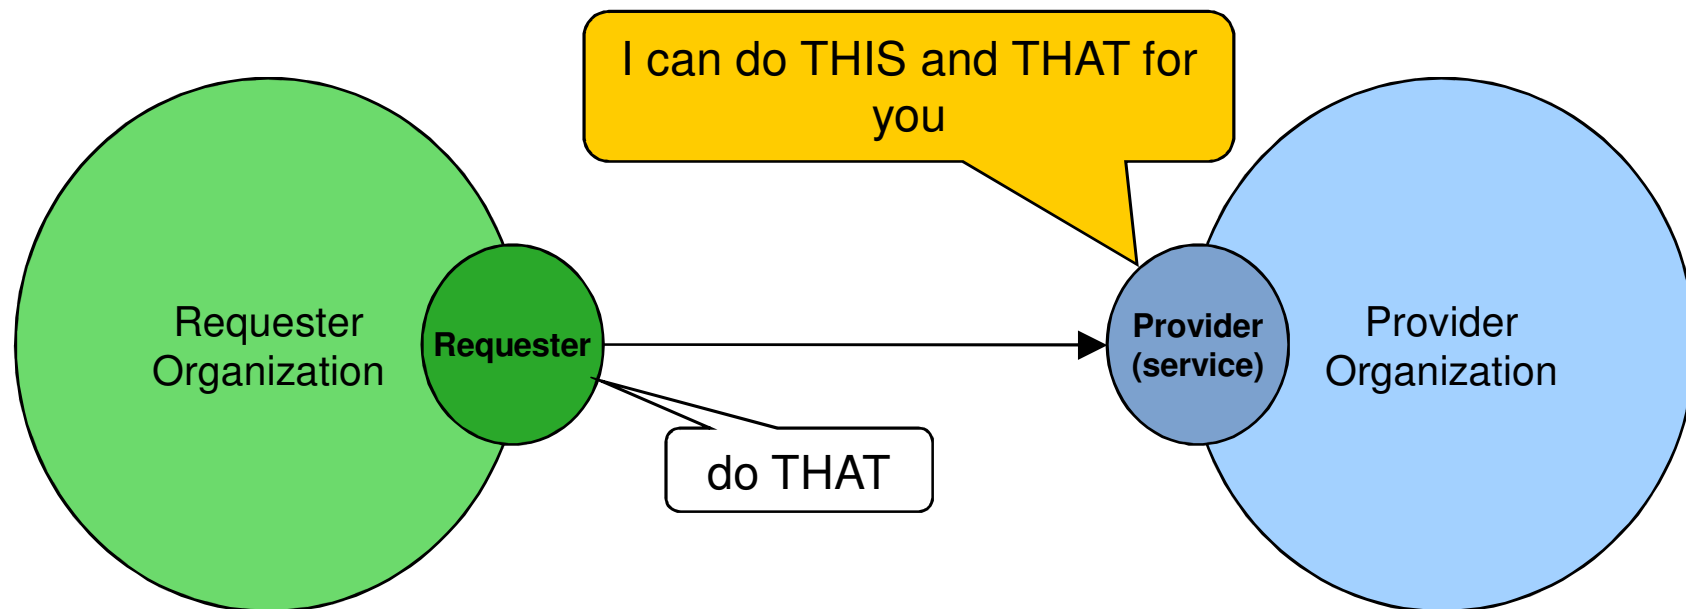 I can do THIS and THAT for
you
Requester
Organization
Requester
Provider
(service)
Provider
Organization
do THAT